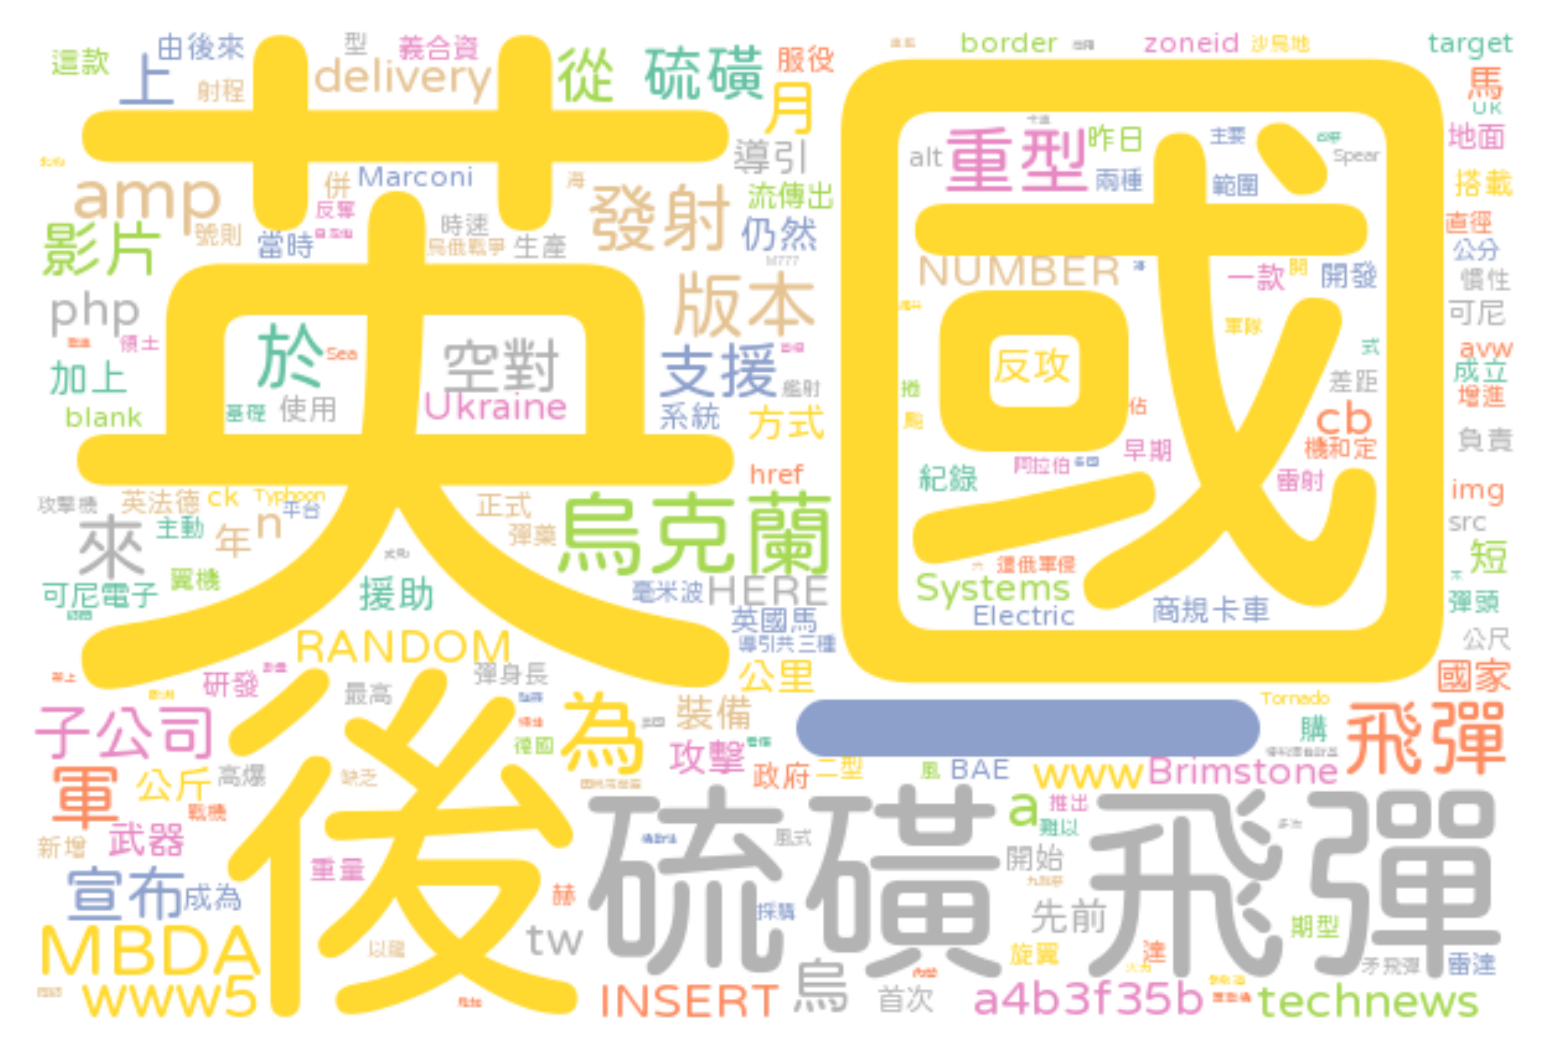 這款
由後來
型
義合資
服役
border
zoneid
沙烏地
target
上
射程
delivery
從
硫磺
月
馬
UK
英
國
導引
alt
重型
昨日
主要
Spear
地面
amp
併
Marconi
海
兩種
範圍
搭載
反奪
發射
流傳出
影片
號則
當時
時速
烏俄戰爭
生產
仍然
M777
直徑
公分
php
版本
NUMBER
一款
開
開發
慣性
可尼
領土
於
Sea
空對
支援
反攻
軍隊
式
avw
加上
成立
blank
基礎
使用
Ukraine
艦射
系統
方式
捲
差距
增進
佔
cb
負責
早期
機和定
攻擊機
英法德
ck
Typhoon
平台
正式
href
紀錄
阿拉伯
雷射
img
來
主動
年
n
彈藥
烏克蘭
src
短
可尼電子
翼機
援助
毫米波
HERE
遭俄軍侵
Systems
Electric
商規卡車
彈頭
英國馬
導引共三種
公尺
RANDOM
研發
最高
彈身長
公里
國家
子公司
後
德國
為
裝備
Tornado
購
飛彈
軍
公斤
高爆
缺乏
攻擊
政府
二型
風
BAE
www
Brimstone
戰機
新增
武器
硫磺飛彈
風式
a
推出
難以
開始
宣布
成為
重量
赫
採購
先前
期型
MBDA
以龍
tw
旋翼
達
矛飛彈
雷達
www5
INSERT
烏
首次
a4b3f35b
technews